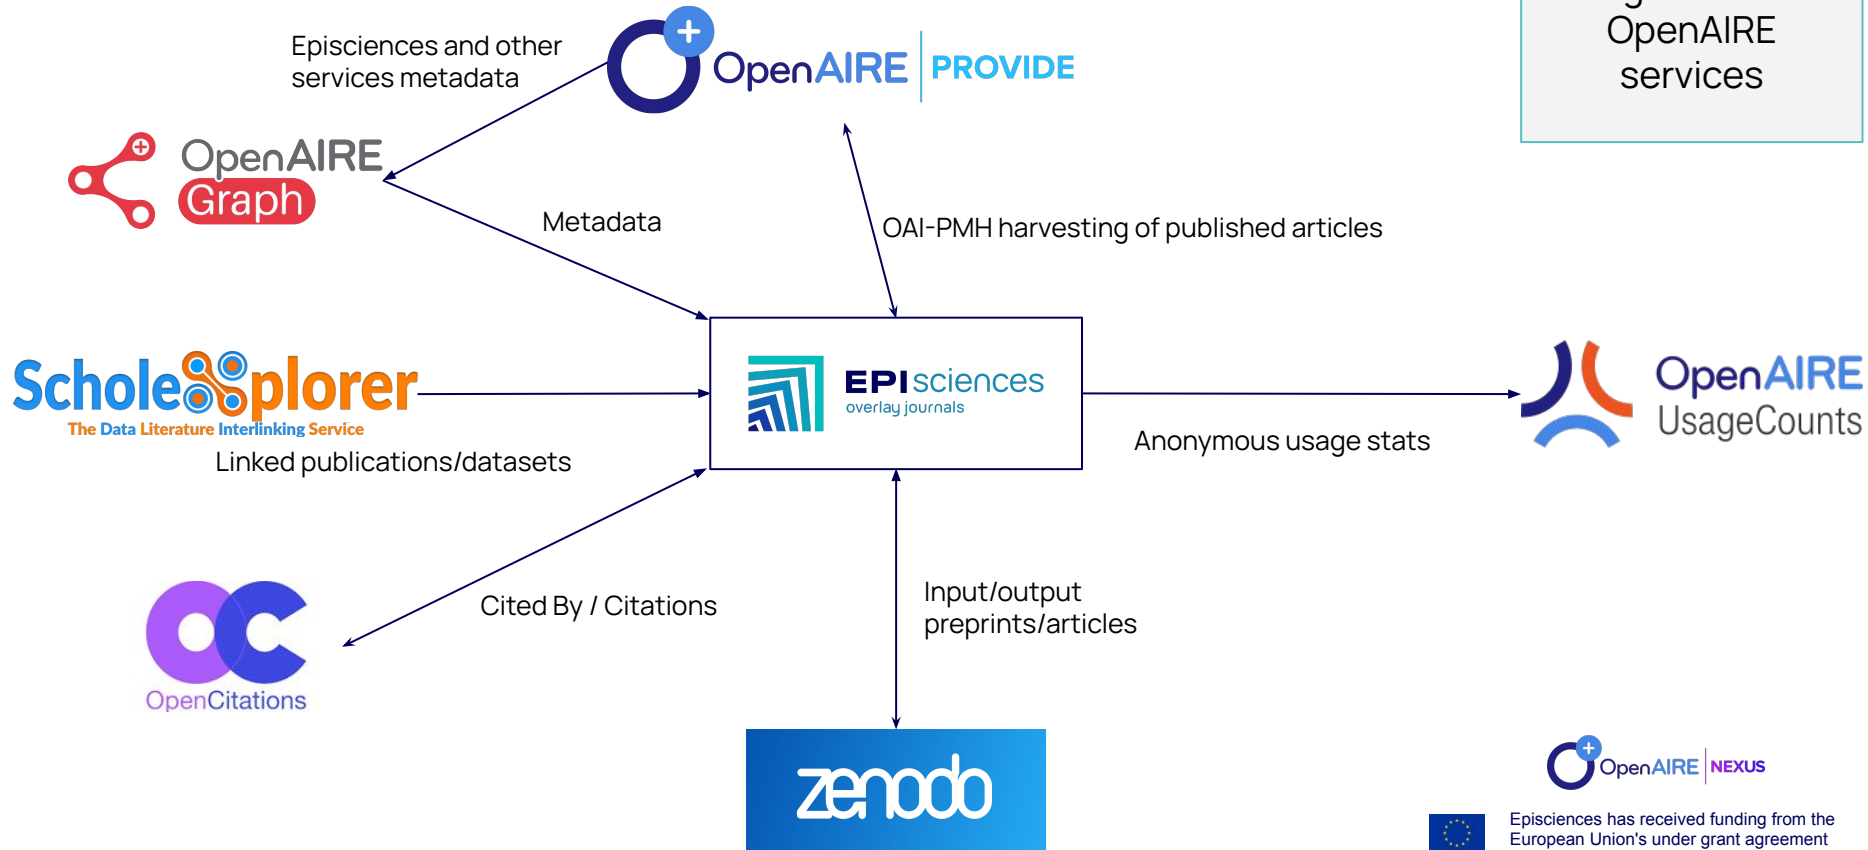 Episciences and other
services metadata
OpenAIRE PROVIDE
OpenAIRE
services
OpenAIRE
Graph
Metadata
OAI-PMH harvesting of published articles
ScholeXplorer
The Data Literature Interlinking Service
Linked publications/datasets
EPIsciences
overlay journals
Anonymous usage stats
OpenAIRE
UsageCounts
Cited By / Citations
Input/output
preprints/articles
OC
OpenCitations
zenodo
OpenAIRE NEXUS
Episciences has received funding from the
European Union's under grant agreement